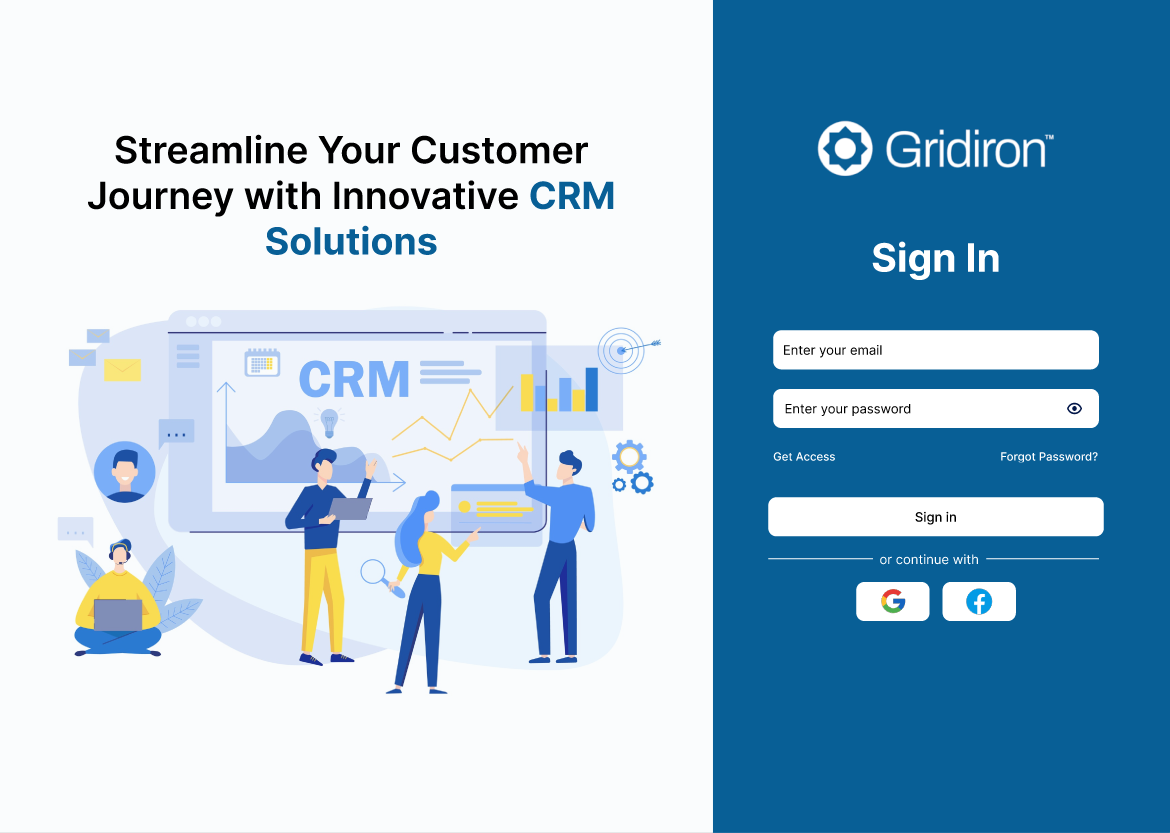 Streamline Your Customer
Journey with Innovative CRM
Solutions
CRM
Gridiron™
Sign In
Enter your email
Enter your password
Get Access
Forgot Password?
Sign in
or continue with